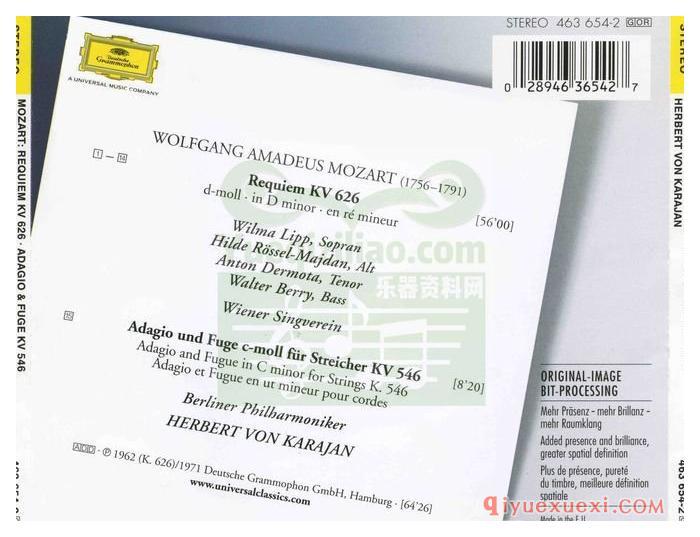 STEREO 463 654-2 GOR
Deutsche
Grammophon
A UNIVERSAL MUSIC COMPANY
0 28946 36542 7
STEREO
MOZART: REQUIEM KV 626 · ADAGIO & FUGE KV 546
HERBERT VON KARAJAN
463 654-2
WOLFGANG AMADEUS MOZART (1756–1791)
1 – 14
Requiem KV 626
d-moll · in D minor · en ré mineur [56'00]
Wilma Lipp, Sopran
Hilde Rössel-Majdan, Alt
Anton Dermota, Tenor
Walter Berry, Bass
Wiener Singverein
15
Adagio und Fuge c-moll für Streicher KV 546
Adagio and Fugue in C minor for Strings K. 546 [8'20]
Adagio et Fugue en ut mineur pour cordes
Berliner Philharmoniker
HERBERT VON KARAJAN
ADD · ℗ 1962 (K. 626)/1971 Deutsche Grammophon GmbH, Hamburg · [64'26]
www.universalclassics.com
ORIGINAL-IMAGE
BIT-PROCESSING
Mehr Präsenz – mehr Brillanz –
mehr Raumklang
Added presence and brilliance,
greater spatial definition
Plus de présence, pureté
du timbre, meilleure définition
spatiale
Made in the E.U.
liao.com
乐器资料网
qiyuexuexi.com